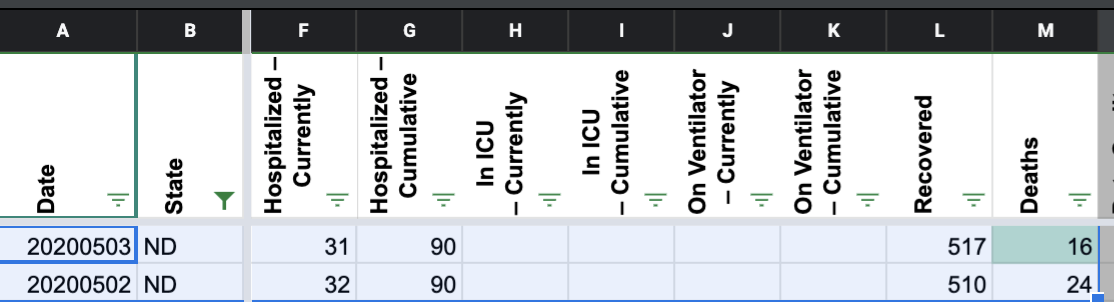 A B F G H I J K L M
Date
State
Hospitalized –
Currently
Hospitalized –
Cumulative
In ICU
– Currently
In ICU
– Cumulative
On Ventilator
– Currently
On Ventilator
– Cumulative
Recovered
Deaths
20200503 ND 31 90 517 16
20200502 ND 32 90 510 24